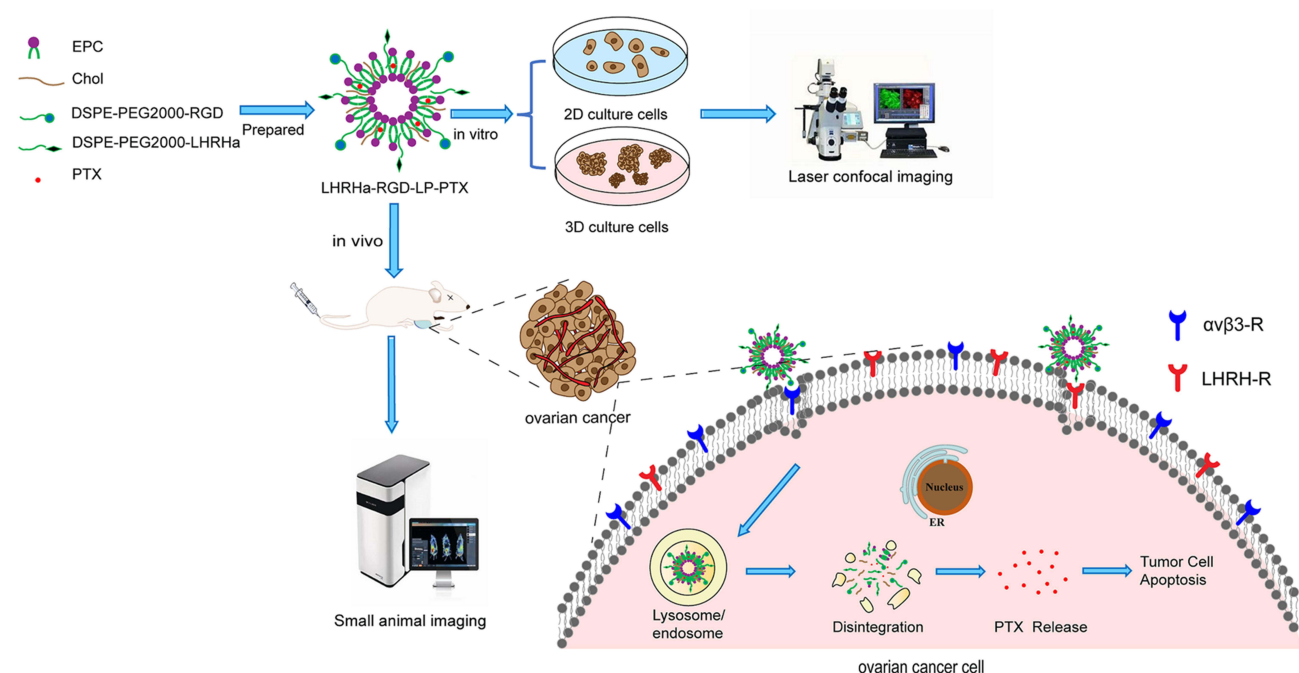 EPC
Chol
DSPE-PEG2000-RGD
DSPE-PEG2000-LHRHa
PTX
Prepared
LHRHa-RGD-LP-PTX
in vitro
2D culture cells
3D culture cells
Laser confocal imaging
in vivo
ovarian cancer
Small animal imaging
αvβ3-R
LHRH-R
Nucleus
ER
Lysosome/
endosome
Disintegration
PTX Release
Tumor Cell
Apoptosis
ovarian cancer cell